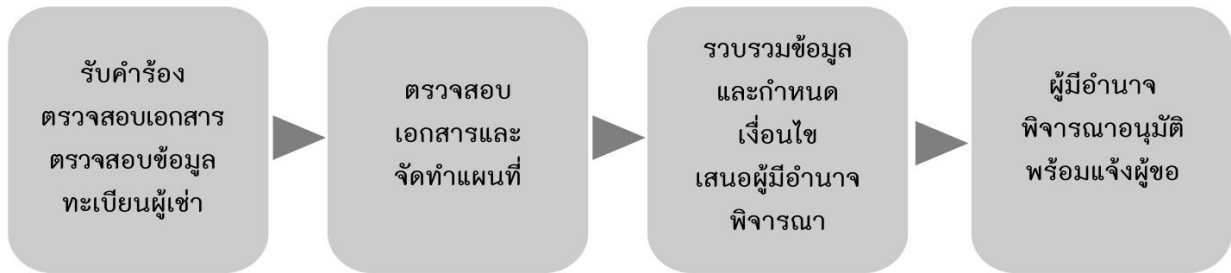 รับคำร้อง
ตรวจสอบเอกสาร
ตรวจสอบข้อมูล
ทะเบียนผู้เช่า
ตรวจสอบ
เอกสารและ
จัดทำแผนที่
รวบรวมข้อมูล
และกำหนด
เงื่อนไข
เสนอผู้มีอำนาจ
พิจารณา
ผู้มีอำนาจ
พิจารณาอนุมัติ
พร้อมแจ้งผู้ขอ